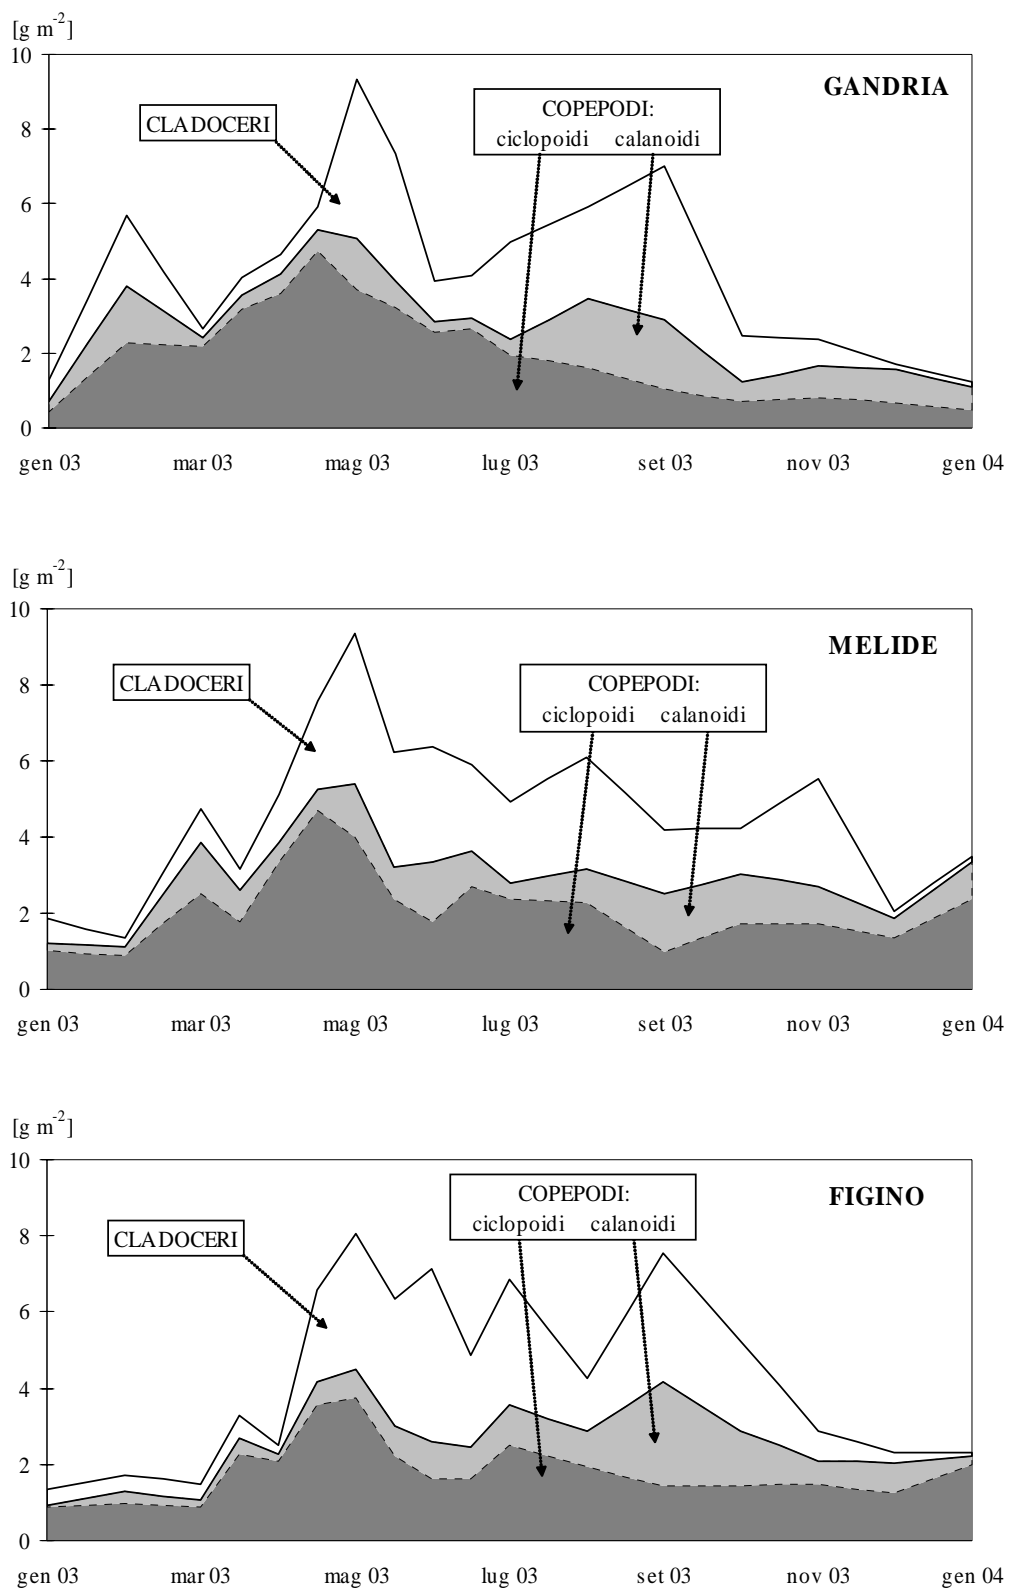 [g m-2]
10
GANDRIA
CLADOCERI
COPEPODI:
ciclopoidi calanoidi
8
6
4
2
0
gen 03 mar 03 mag 03 lug 03 set 03 nov 03 gen 04
[g m-2]
10
MELIDE
CLADOCERI
COPEPODI:
ciclopoidi calanoidi
8
6
4
2
0
gen 03 mar 03 mag 03 lug 03 set 03 nov 03 gen 04
[g m-2]
10
FIGINO
COPEPODI:
ciclopoidi calanoidi
CLADOCERI
8
6
4
2
0
gen 03 mar 03 mag 03 lug 03 set 03 nov 03 gen 04